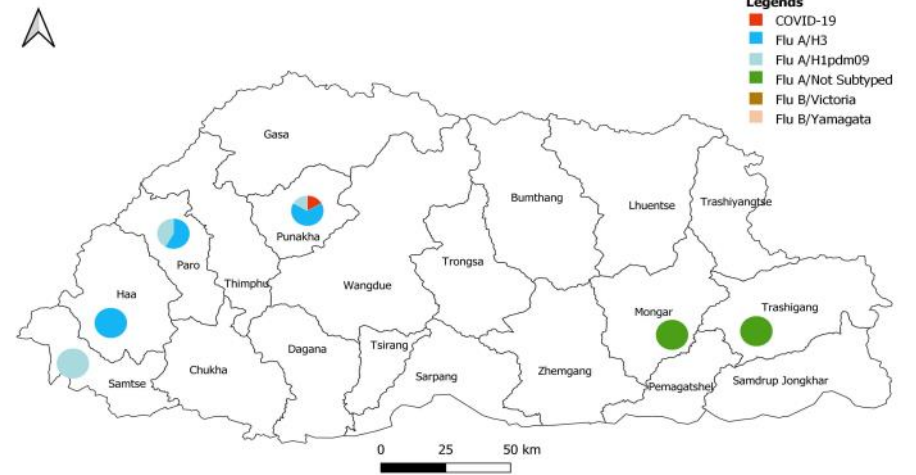 Legends
COVID-19
Flu A/H3
Flu A/H1pdm09
Flu A/Not Subtyped
Flu B/Victoria
Flu B/Yamagata
Gasa
Punakha
Paro
Thimphu
Haa
Wangdue
Trongsa
Bumthang
Lhuentse
Trashiyangtse
Mongar
Trashigang
Samtse
Chukha
Dagana
Tsirang
Sarpang
Zhemgang
Pemagatshel
Samdrup Jongkhar
0 25 50 km